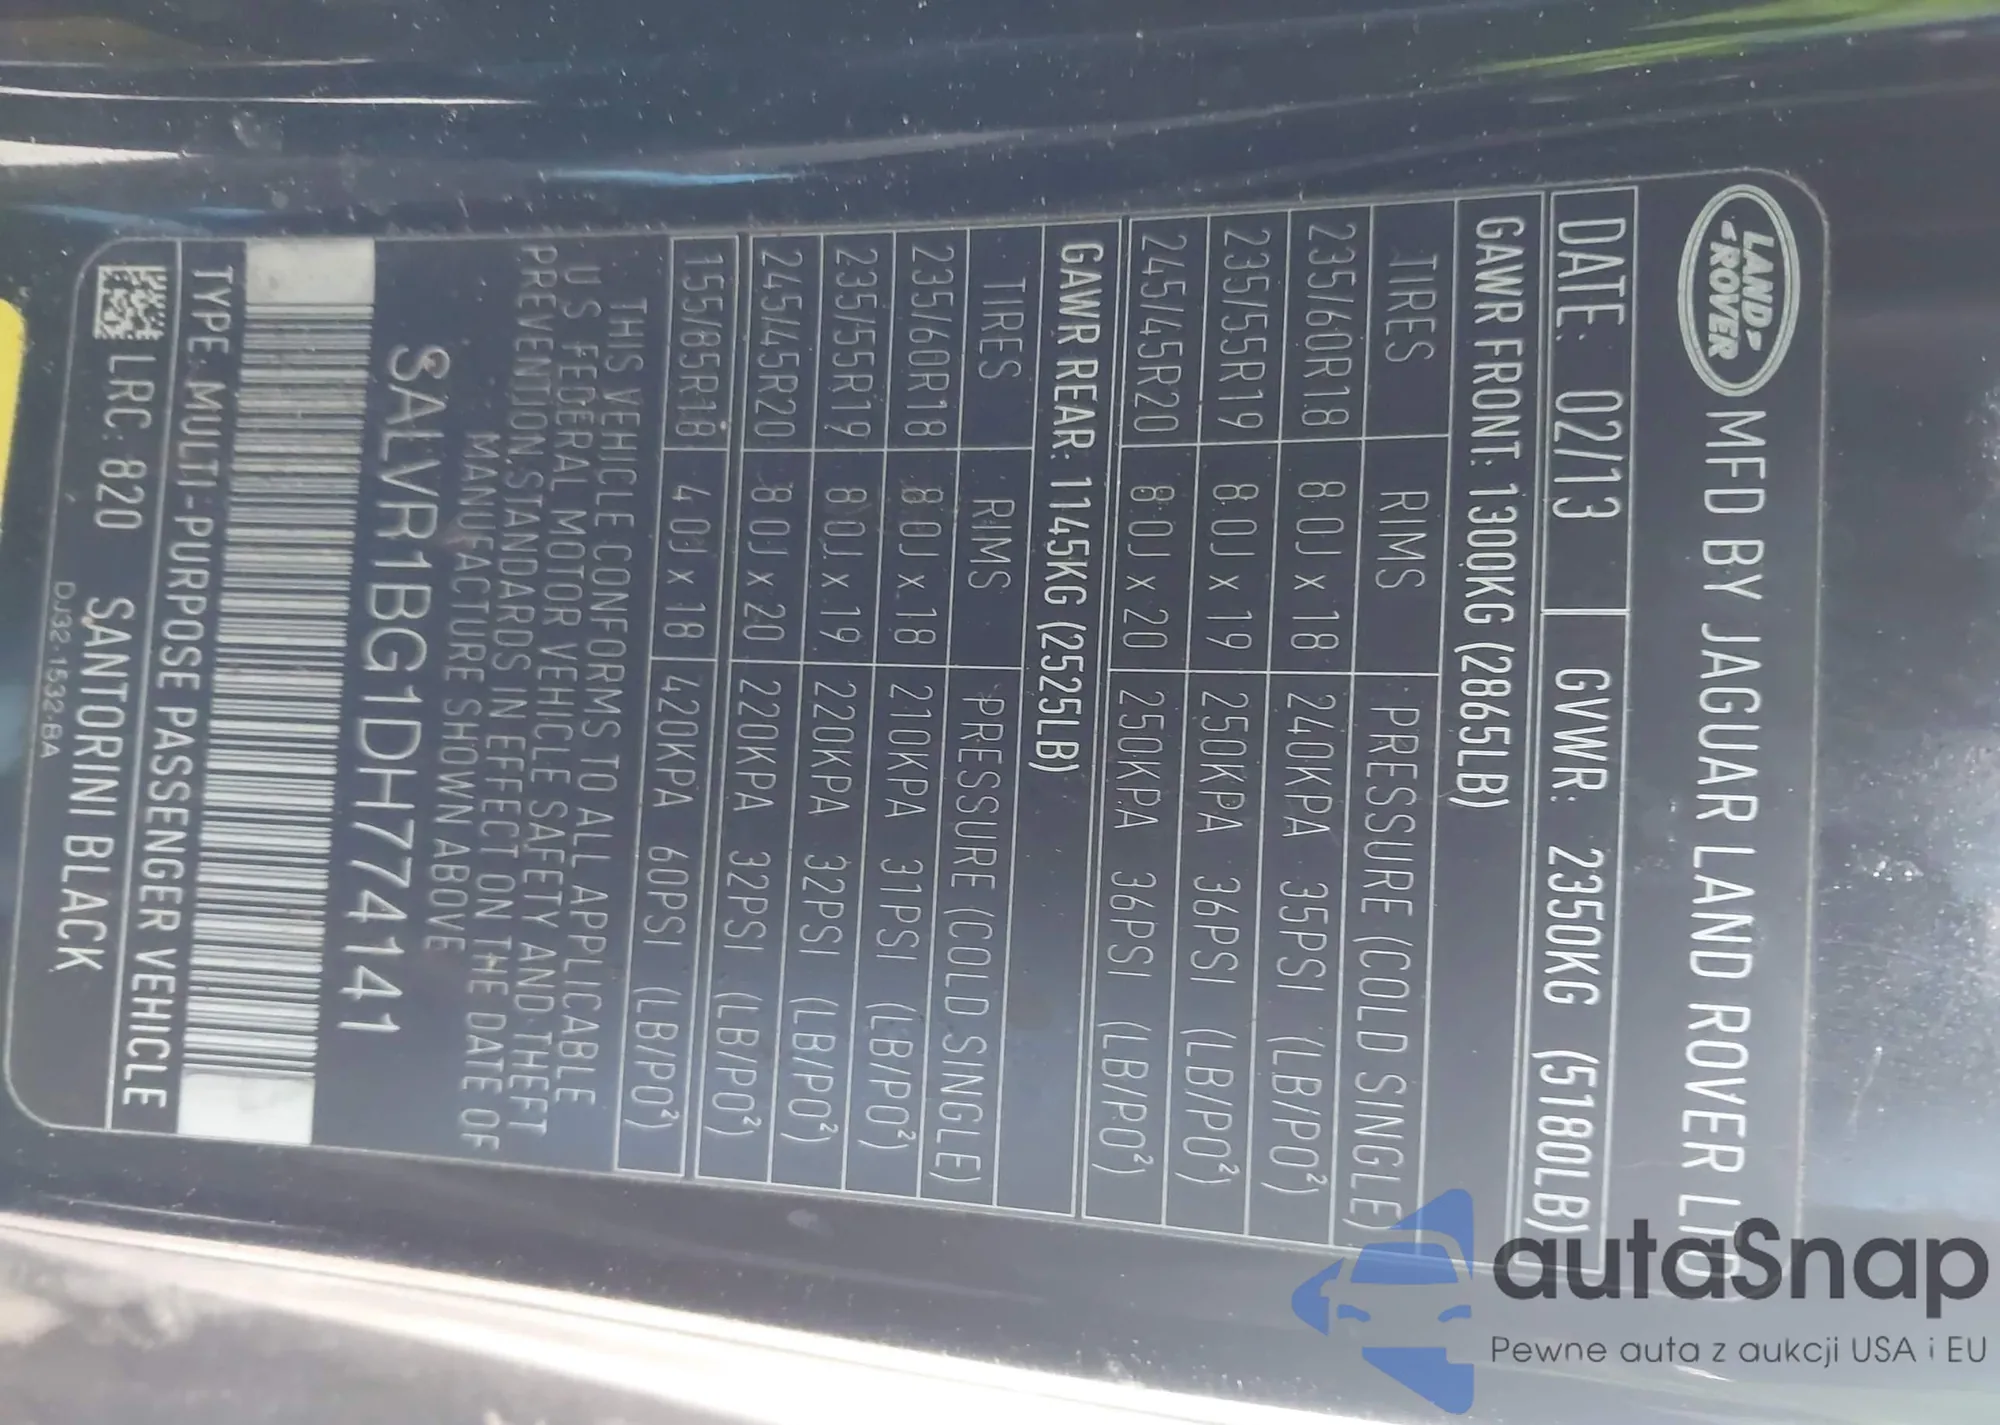 LAND ROVER MFD BY JAGUAR LAND ROVER LTD
DATE: 02/13 GVWR: 2350KG (5180LB)
GAWR FRONT: 1300KG (2865LB)
TIRES RIMS PRESSURE (COLD SINGLE)
235/60R18 8.0J x 18 240KPA 35PSI (LB/PO²)
235/55R19 8.0J x 19 250KPA 36PSI (LB/PO²)
245/45R20 8.0J x 20 250KPA 36PSI (LB/PO²)
GAWR REAR: 1145KG (2525LB)
TIRES RIMS PRESSURE (COLD SINGLE)
235/60R18 8.0J x 18 210KPA 31PSI (LB/PO²)
235/55R19 8.0J x 19 220KPA 32PSI (LB/PO²)
245/45R20 8.0J x 20 220KPA 32PSI (LB/PO²)
155/85R18 4.0J x 18 420KPA 60PSI (LB/PO²)
THIS VEHICLE CONFORMS TO ALL APPLICABLE
U.S FEDERAL MOTOR VEHICLE SAFETY AND THEFT
PREVENTION STANDARDS IN EFFECT ON THE DATE OF
MANUFACTURE SHOWN ABOVE
SALVR1BG1DH774141
TYPE: MULTI-PURPOSE PASSENGER VEHICLE
LRC: 820 SANTORINI BLACK
DJ32-1532-BA
autaSnap
Pewne auta z aukcji USA i EU